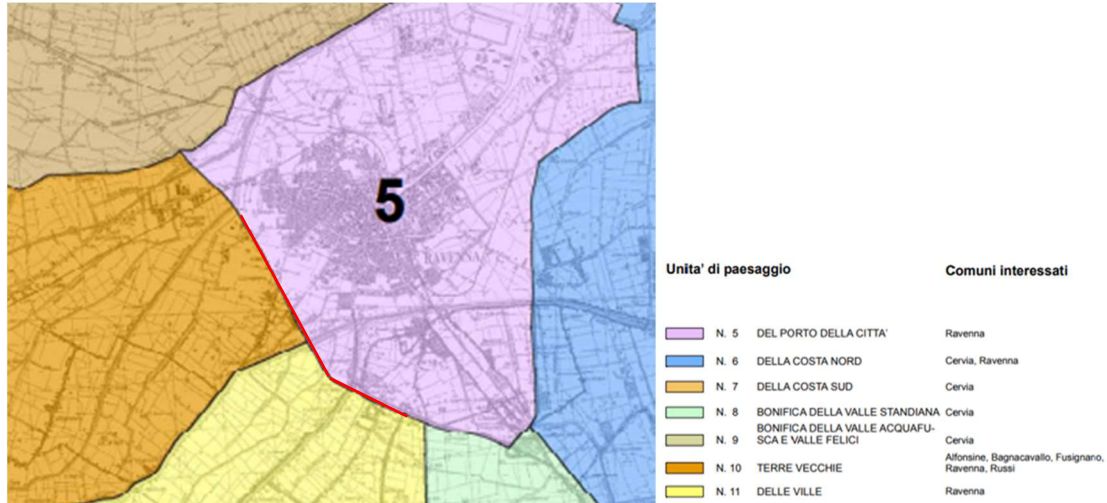 5
RAVENNA
Unita' di paesaggio Comuni interessati
N. 5 DEL PORTO DELLA CITTA' Ravenna
N. 6 DELLA COSTA NORD Cervia, Ravenna
N. 7 DELLA COSTA SUD Cervia
N. 8 BONIFICA DELLA VALLE STANDIANA Cervia
BONIFICA DELLA VALLE ACQUAFU-
N. 9 SCA E VALLE FELICI Cervia
Alfonsine, Bagnacavallo, Fusignano,
N. 10 TERRE VECCHIE Ravenna, Russi
N. 11 DELLE VILLE Ravenna